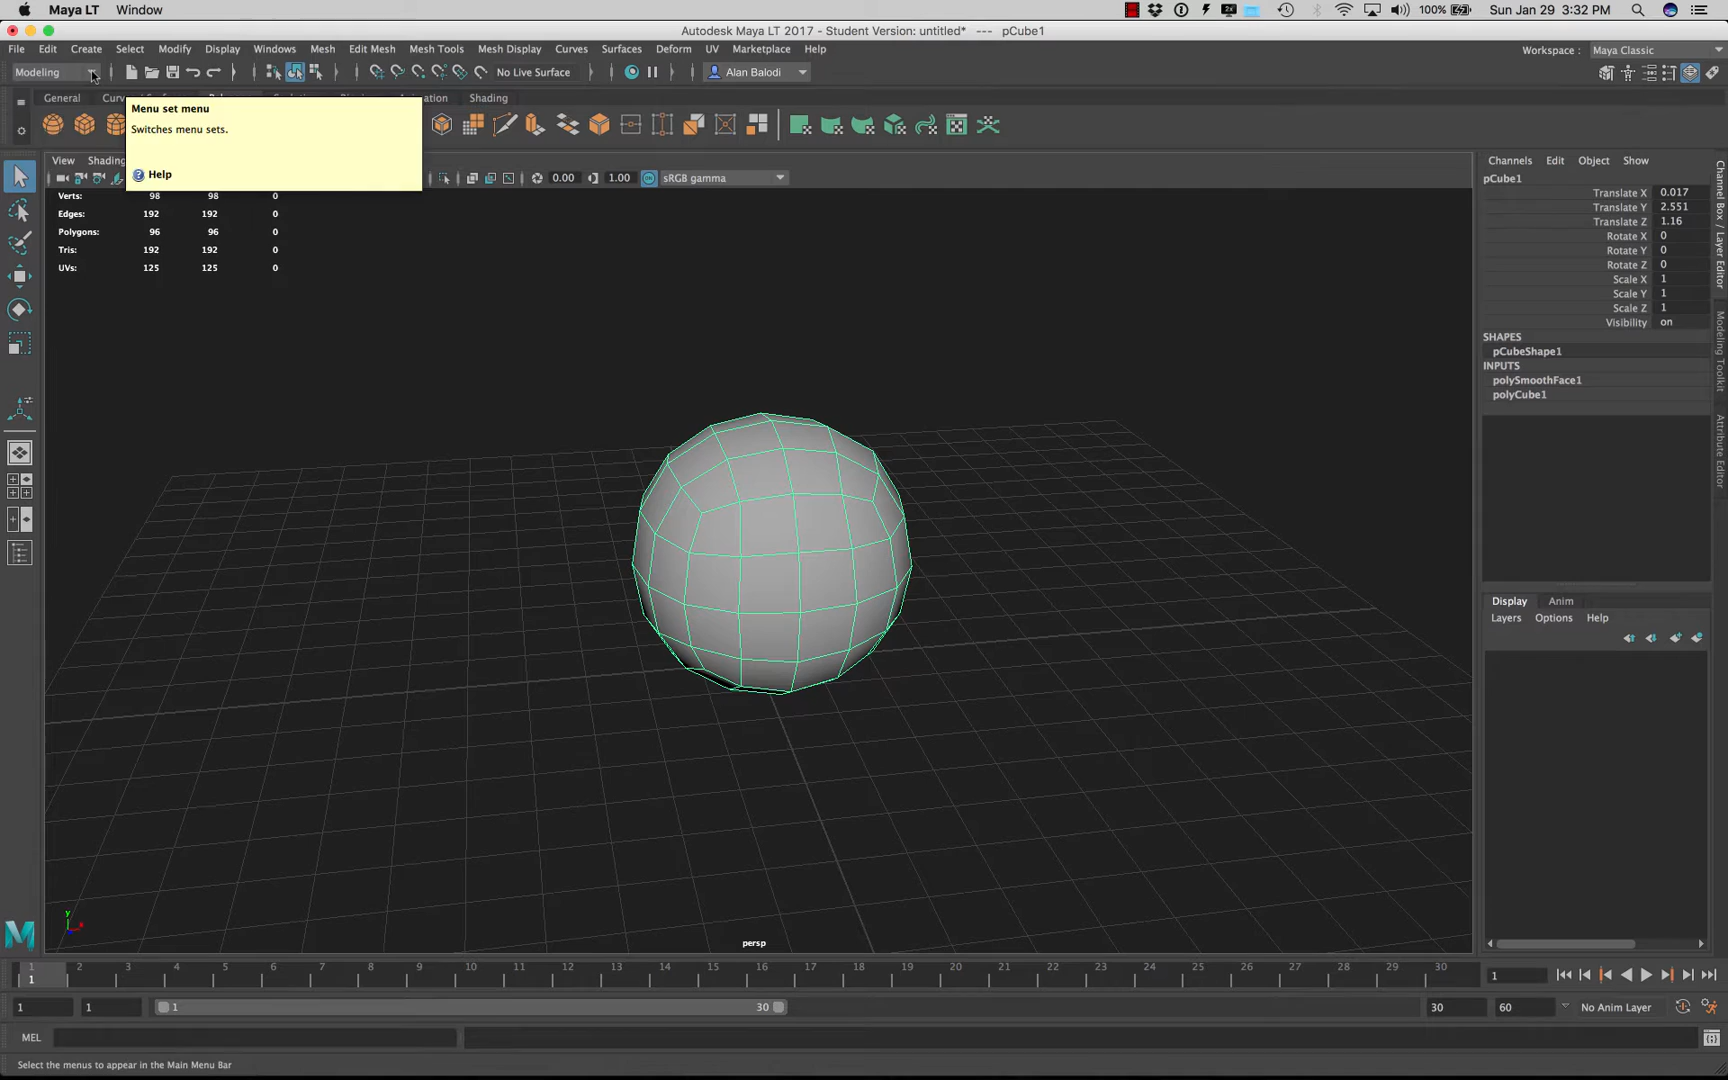 Maya LT Window
100% Sun Jan 29 3:32 PM
Autodesk Maya LT 2017 - Student Version: untitled* --- pCube1
File Edit Create Select Modify Display Windows Mesh Edit Mesh Mesh Tools Mesh Display Curves Surfaces Deform UV Marketplace Help
Workspace : Maya Classic
Modeling
No Live Surface
Alan Balodi
General
Shading
Menu set menu
Switches menu sets.
Help
View Shading
0.00 1.00 sRGB gamma
Verts: 98 98 0
Edges: 192 192 0
Polygons: 96 96 0
Tris: 192 192 0
UVs: 125 125 0
persp
Channels Edit Object Show
pCube1
Translate X 0.017
Translate Y 2.551
Translate Z 1.16
Rotate X 0
Rotate Y 0
Rotate Z 0
Scale X 1
Scale Y 1
Scale Z 1
Visibility on
SHAPES
pCubeShape1
INPUTS
polySmoothFace1
polyCube1
Display Anim
Layers Options Help
Channel Box / Layer Editor
Modeling Toolkit
Attribute Editor
1 2 3 4 5 6 7 8 9 10 11 12 13 14 15 16 17 18 19 20 21 22 23 24 25 26 27 28 29 30
1
1
1 1 1 30 30 60 No Anim Layer
MEL
Select the menus to appear in the Main Menu Bar